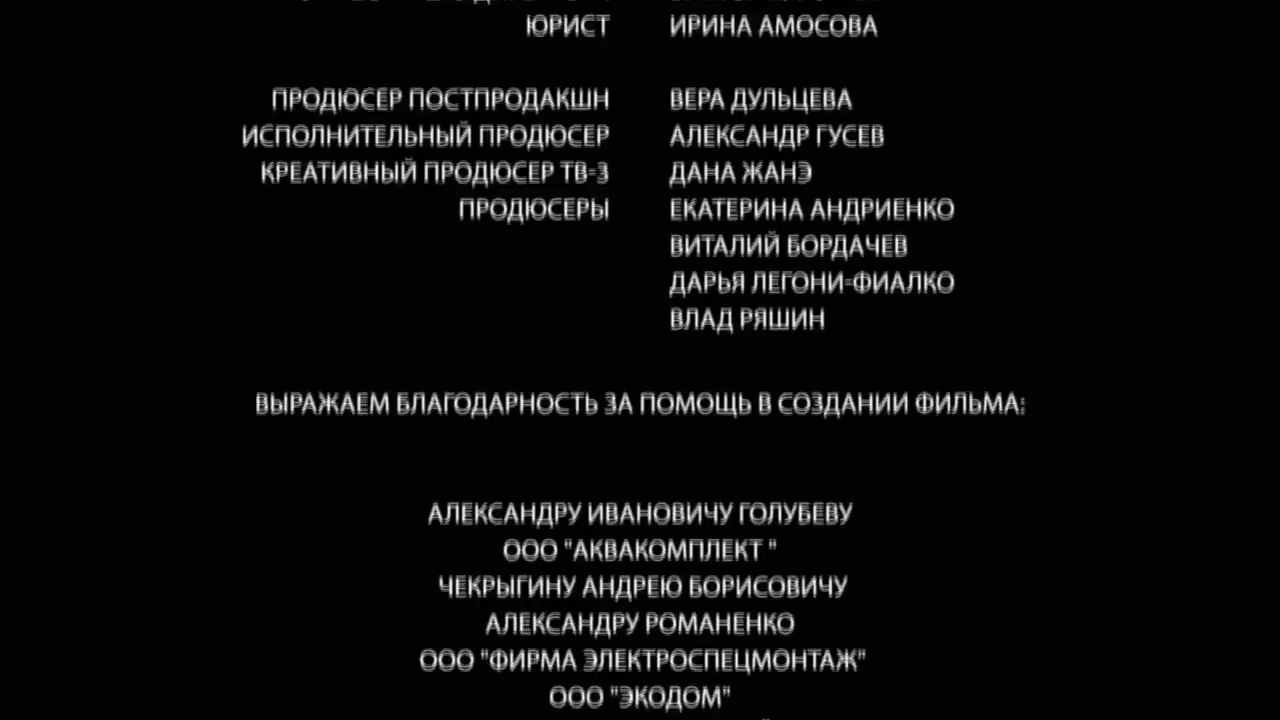 ЮРИСТ ИРИНА АМОСОВА
ПРОДЮСЕР ПОСТПРОДАКШН ВЕРА ДУЛЬЦЕВА
ИСПОЛНИТЕЛЬНЫЙ ПРОДЮСЕР АЛЕКСАНДР ГУСЕВ
КРЕАТИВНЫЙ ПРОДЮСЕР ТВ-3 ДАНА ЖАНЭ
ПРОДЮСЕРЫ ЕКАТЕРИНА АНДРИЕНКО
ВИТАЛИЙ БОРДАЧЕВ
ДАРЬЯ ЛЕГОНИ-ФИАЛКО
ВЛАД РЯШИН
ВЫРАЖАЕМ БЛАГОДАРНОСТЬ ЗА ПОМОЩЬ В СОЗДАНИИ ФИЛЬМА:
АЛЕКСАНДРУ ИВАНОВИЧУ ГОЛУБЕВУ
ООО "АКВАКОМПЛЕКТ "
ЧЕКРЫГИНУ АНДРЕЮ БОРИСОВИЧУ
АЛЕКСАНДРУ РОМАНЕНКО
ООО "ФИРМА ЭЛЕКТРОСПЕЦМОНТАЖ"
ООО "ЭКОДОМ"